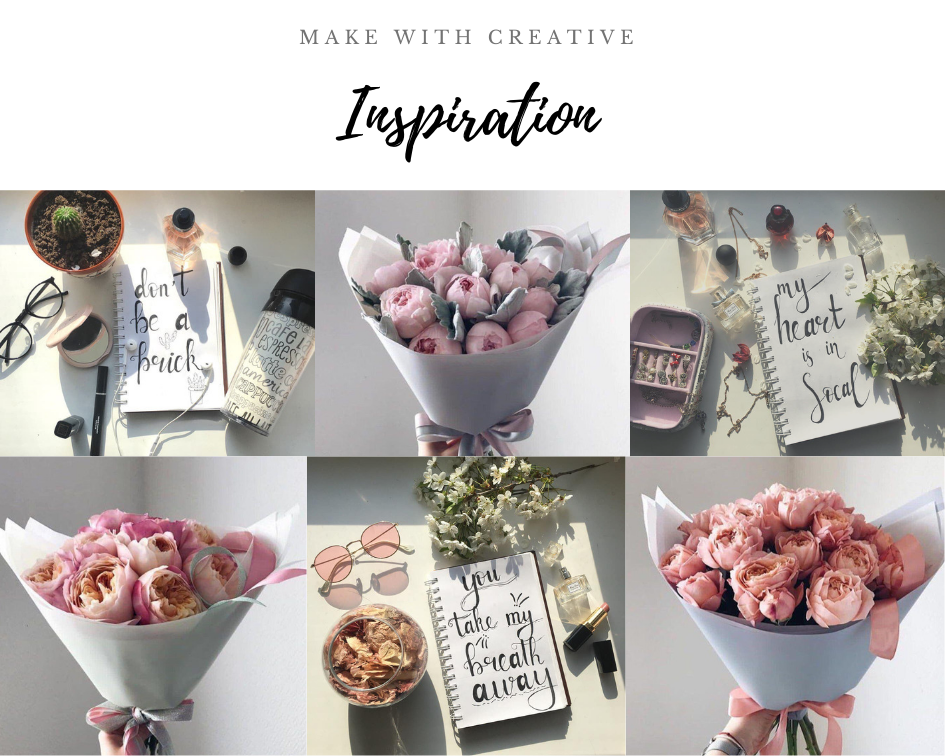 MAKE WITH CREATIVE
Inspiration
don't
be a
brick.
my
heart
is in
Socal
you
take my
breath
away